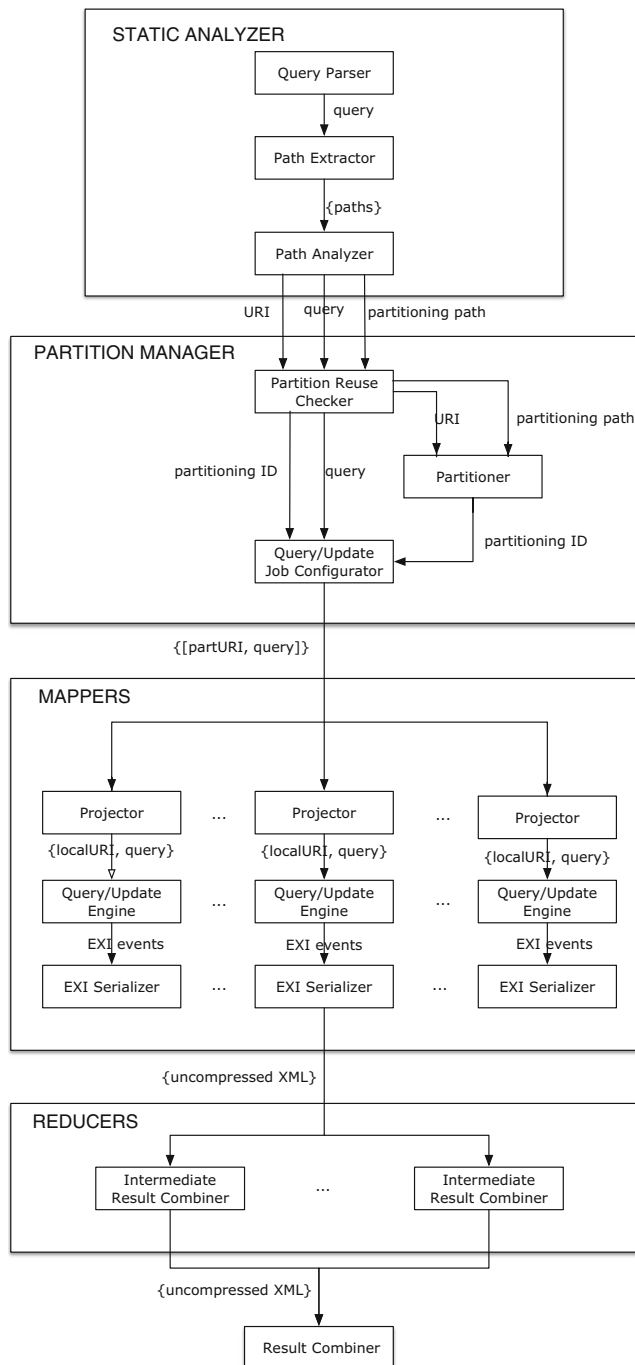 STATIC ANALYZER
Query Parser
query
Path Extractor
{paths}
Path Analyzer
URI
query
partitioning path
PARTITION MANAGER
Partition Reuse
Checker
URI
partitioning path
partitioning ID
query
Partitioner
partitioning ID
Query/Update
Job Configurator
{[partURI, query]}
MAPPERS
Projector
...
Projector
...
Projector
{localURI, query}
{localURI, query}
{localURI, query}
Query/Update
Engine
...
Query/Update
Engine
...
Query/Update
Engine
EXI events
EXI events
EXI events
EXI Serializer
...
EXI Serializer
...
EXI Serializer
{uncompressed XML}
REDUCERS
Intermediate
Result Combiner
...
Intermediate
Result Combiner
{uncompressed XML}
Result Combiner